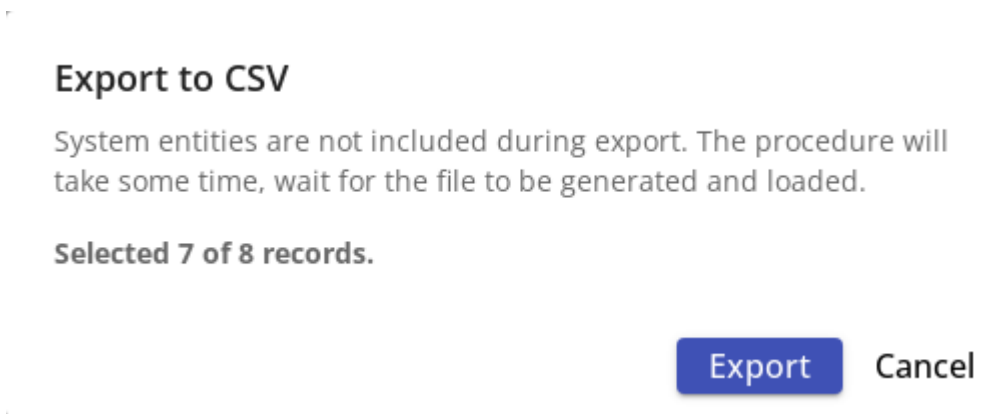 Export to CSV
System entities are not included during export. The procedure will
take some time, wait for the file to be generated and loaded.
Selected 7 of 8 records.
Export Cancel